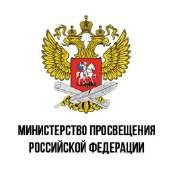 МИНИСТЕРСТВО ПРОСВЕЩЕНИЯ
РОССИЙСКОЙ ФЕДЕРАЦИИ